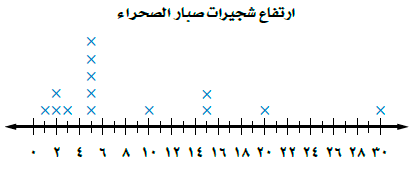 ارتفاع شجيرات صبار الصحراء
٠ ٢ ٤ ٦ ٨ ١٠ ١٢ ١٤ ١٦ ١٨ ٢٠ ٢٢ ٢٤ ٢٦ ٢٨ ٣٠